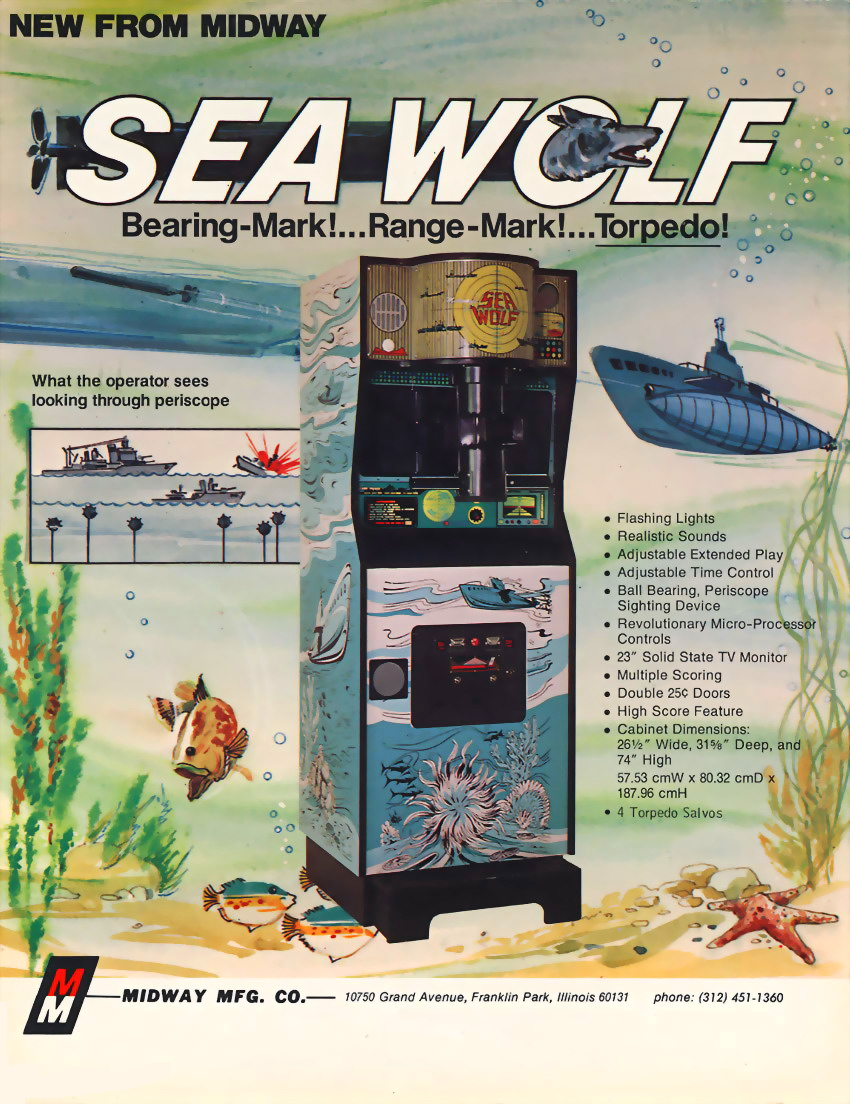 NEW FROM MIDWAY
SEA WOLF
Bearing-Mark!...Range-Mark!...Torpedo!
SEA
WOLF
What the operator sees
looking through periscope
• Flashing Lights
• Realistic Sounds
• Adjustable Extended Play
• Adjustable Time Control
• Ball Bearing, Periscope
Sighting Device
• Revolutionary Micro-Processor
Controls
• 23″ Solid State TV Monitor
• Multiple Scoring
• Double 25¢ Doors
• High Score Feature
• Cabinet Dimensions:
26½″ Wide, 31⅝″ Deep, and
74″ High
57.53 cmW x 80.32 cmD x
187.96 cmH
• 4 Torpedo Salvos
MM
MIDWAY MFG. CO.— 10750 Grand Avenue, Franklin Park, Illinois 60131 phone: (312) 451-1360